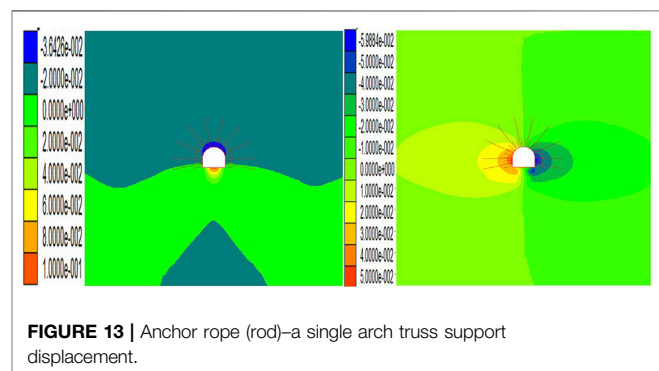 -3.6426e-002
-2.0000e-002
0.0000e+000
2.0000e-002
4.0000e-002
6.0000e-002
8.0000e-002
1.0000e-001
-5.9884e-002
-5.0000e-002
-4.0000e-002
-3.0000e-002
-2.0000e-002
-1.0000e-002
0.0000e+000
1.0000e-002
2.0000e-002
3.0000e-002
4.0000e-002
5.0000e-002
FIGURE 13 | Anchor rope (rod)–a single arch truss support
displacement.